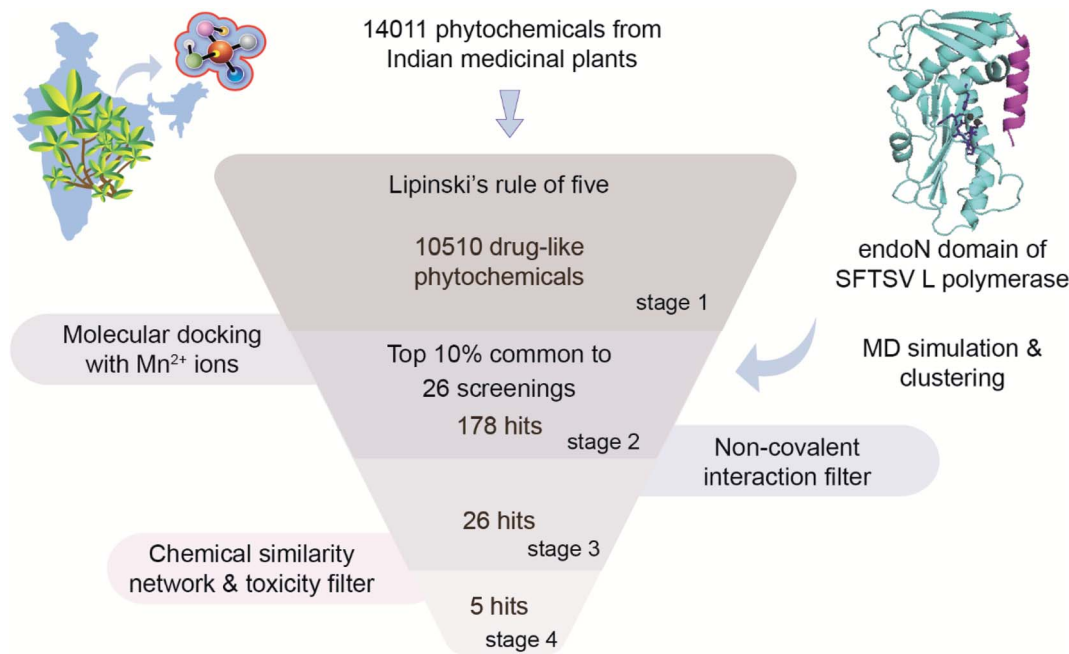 14011 phytochemicals from
Indian medicinal plants
Lipinski's rule of five
10510 drug-like
phytochemicals
stage 1
endoN domain of
SFTSV L polymerase
Molecular docking
with Mn²⁺ ions
Top 10% common to
26 screenings
178 hits
stage 2
MD simulation &
clustering
Non-covalent
interaction filter
26 hits
stage 3
Chemical similarity
network & toxicity filter
5 hits
stage 4